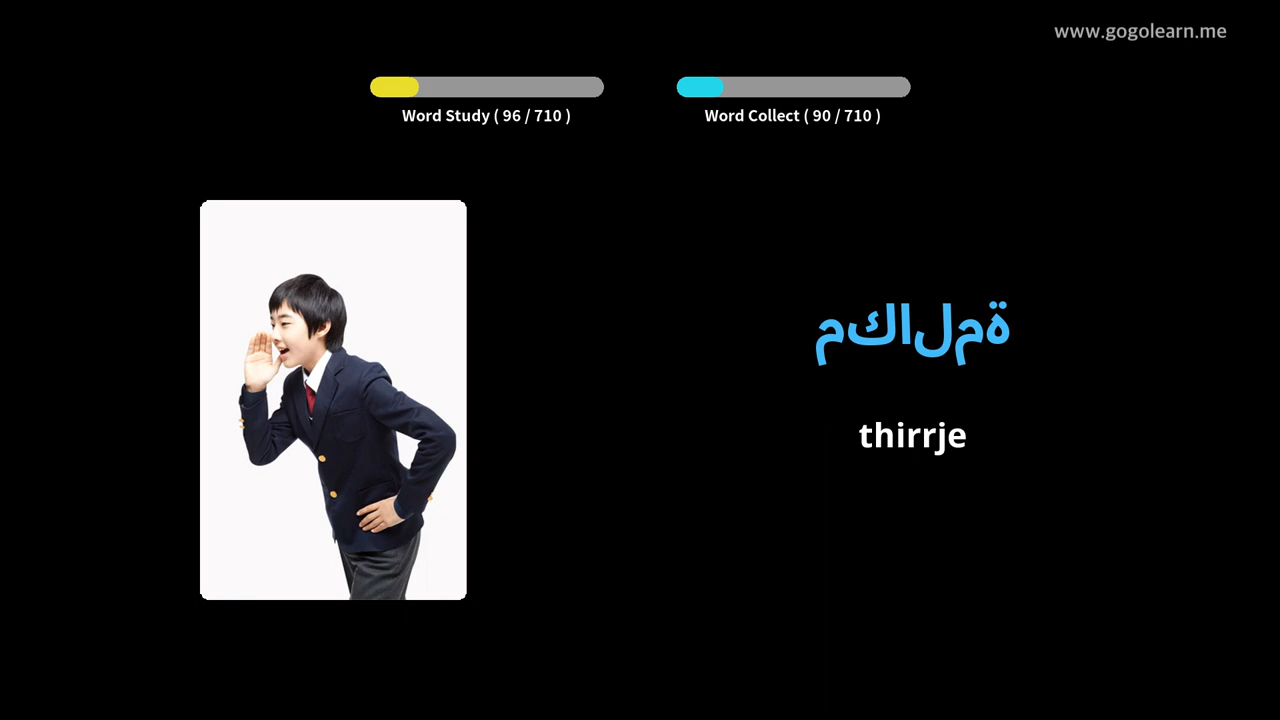 www.gogolearn.me
Word Study ( 96 / 710 )
Word Collect ( 90 / 710 )
مكالمة
thirrje